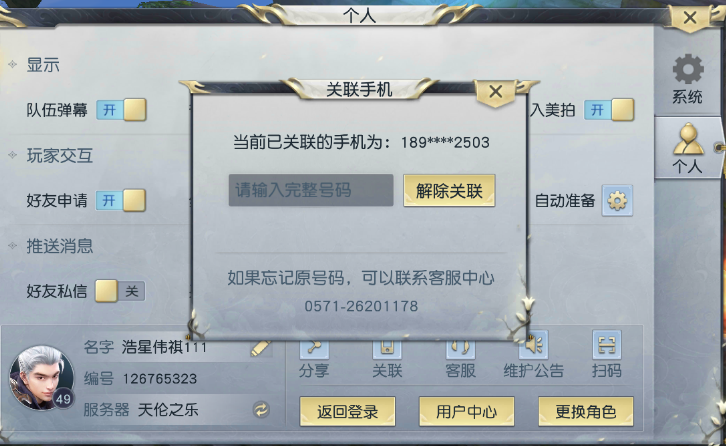 个人
显示
队伍弹幕 开
入美拍 开
系统
个人
玩家交互
好友申请 开
自动准备
推送消息
好友私信 关
关联手机
当前已关联的手机为：189****2503
请输入完整号码 解除关联
如果忘记原号码，可以联系客服中心
0571-26201178
名字 浩星伟祺111
编号 126765323
服务器 天伦之乐
49
分享 关联 客服 维护公告 扫码
返回登录 用户中心 更换角色